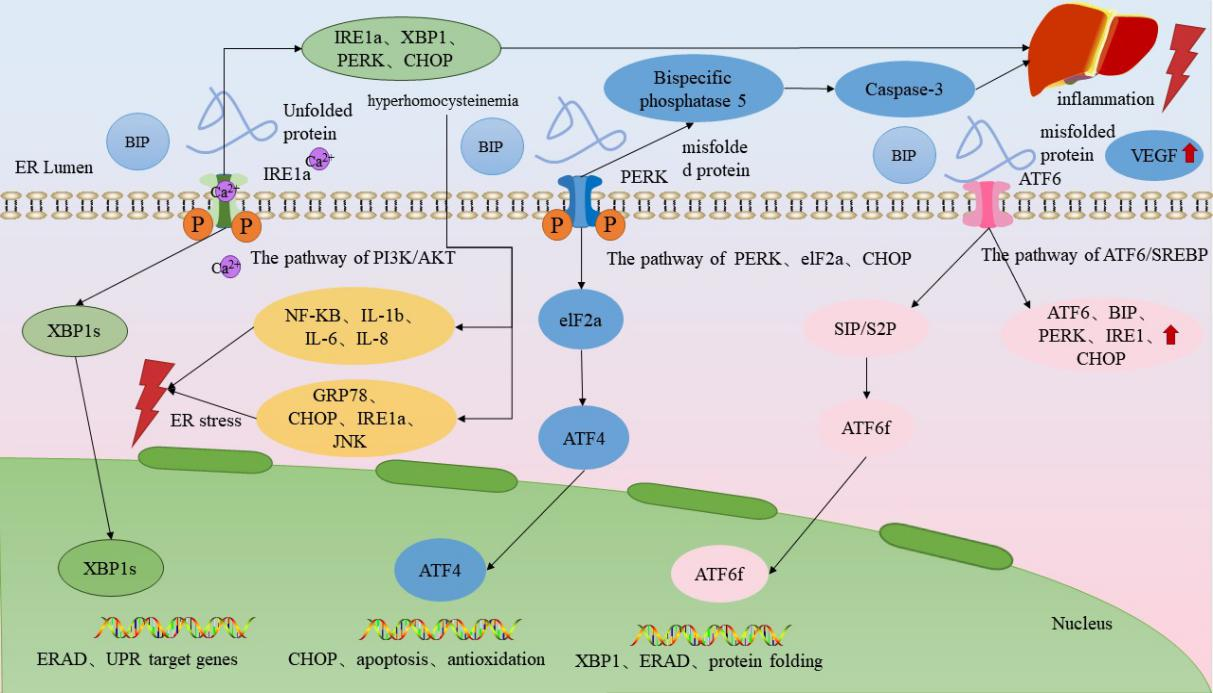 IRE1a、XBP1、
PERK、CHOP
Bispecific
phosphatase 5
Caspase-3
inflammation
hyperhomocysteinemia
Unfolded
protein
Ca2+
BIP
BIP
BIP
misfolde
d protein
misfolded
protein
VEGF
ER Lumen
IRE1a
PERK
ATF6
Ca2+
P
P
P
P
Ca2+
The pathway of PI3K/AKT
The pathway of PERK、elF2a、CHOP
The pathway of ATF6/SREBP
XBP1s
NF-KB、IL-1b、
IL-6、IL-8
elF2a
SIP/S2P
ATF6、BIP、
PERK、IRE1、
CHOP
ER stress
GRP78、
CHOP、IRE1a、
JNK
ATF4
ATF6f
XBP1s
ATF4
ATF6f
Nucleus
ERAD、UPR target genes
CHOP、apoptosis、antioxidation
XBP1、ERAD、protein folding